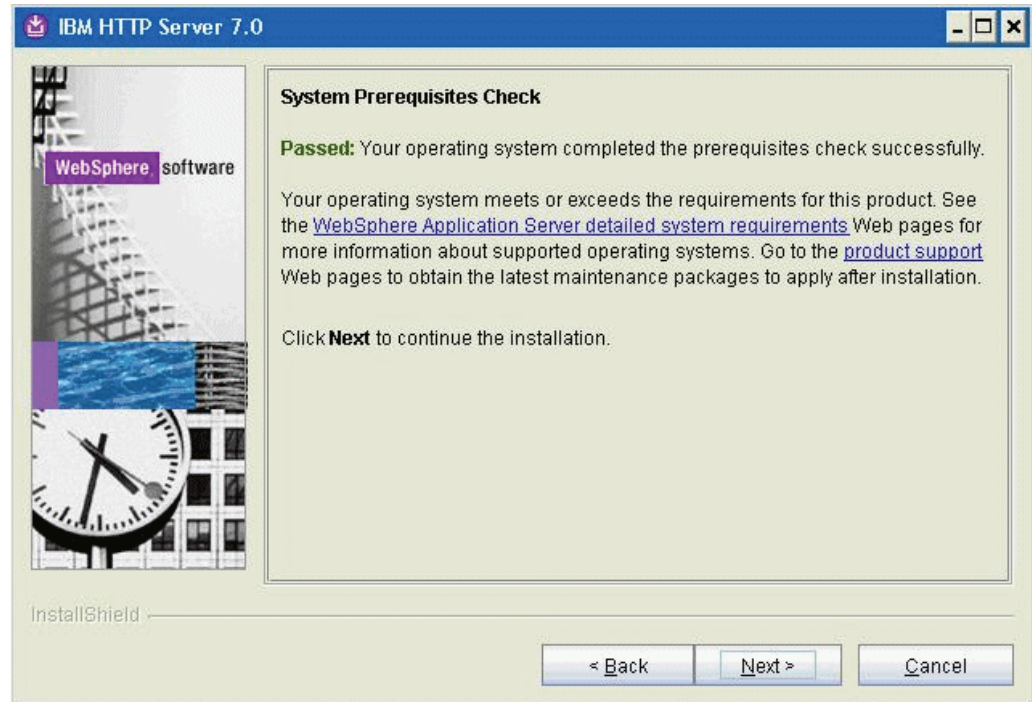 IBM HTTP Server 7.0
WebSphere software
System Prerequisites Check
Passed: Your operating system completed the prerequisites check successfully.
Your operating system meets or exceeds the requirements for this product. See
the WebSphere Application Server detailed system requirements Web pages for
more information about supported operating systems. Go to the product support
Web pages to obtain the latest maintenance packages to apply after installation.
Click Next to continue the installation.
InstallShield
< Back
Next >
Cancel